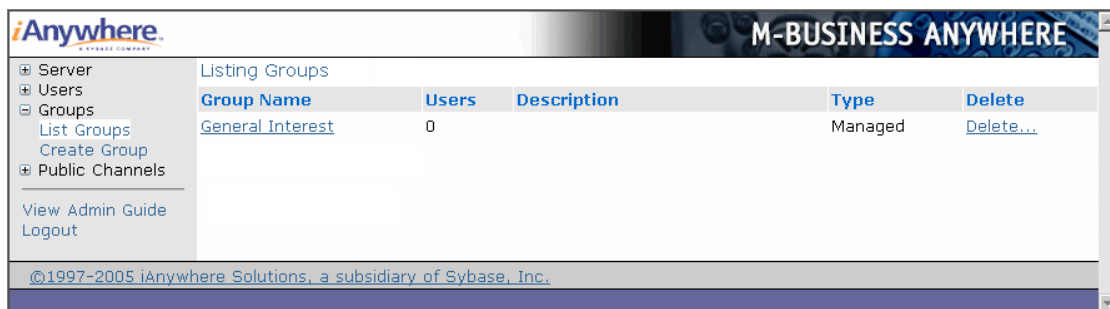 iAnywhere.
A SYBASE COMPANY
M-BUSINESS ANYWHERE
Server
Users
Groups
List Groups
Create Group
Public Channels
View Admin Guide
Logout
Listing Groups
Group Name Users Description Type Delete
General Interest 0 Managed Delete...
©1997-2005 iAnywhere Solutions, a subsidiary of Sybase, Inc.